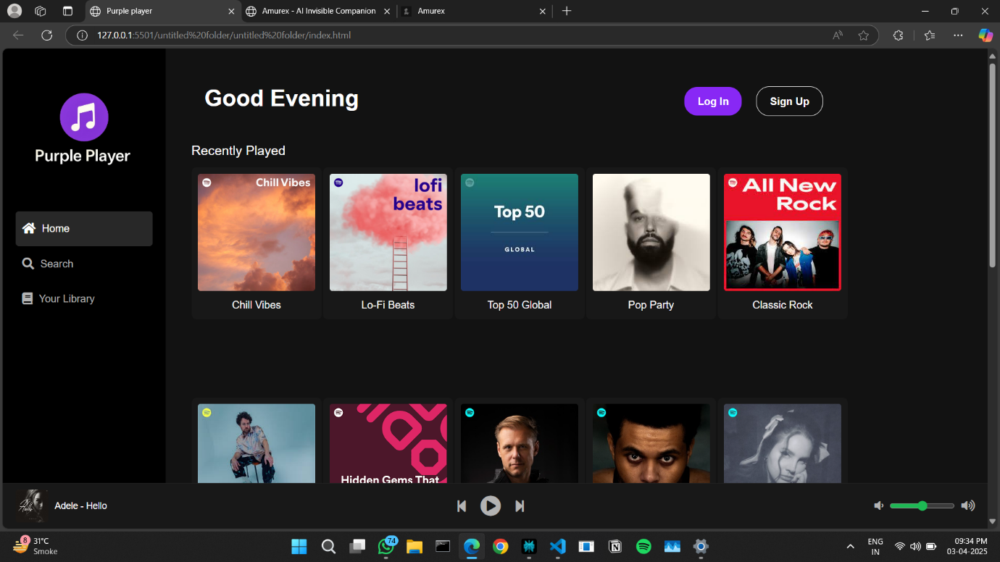 Purple player
Amurex - AI Invisible Companion
Amurex
127.0.0.1:5501/untitled%20folder/untitled%20folder/index.html
Purple Player
Home
Search
Your Library
Good Evening
Log In
Sign Up
Recently Played
Chill Vibes
lofi
beats
Top 50
GLOBAL
All New
Rock
Chill Vibes
Lo-Fi Beats
Top 50 Global
Pop Party
Classic Rock
Hidden Gems That
Adele - Hello
8
31°C
Smoke
74
ENG
IN
09:34 PM
03-04-2025